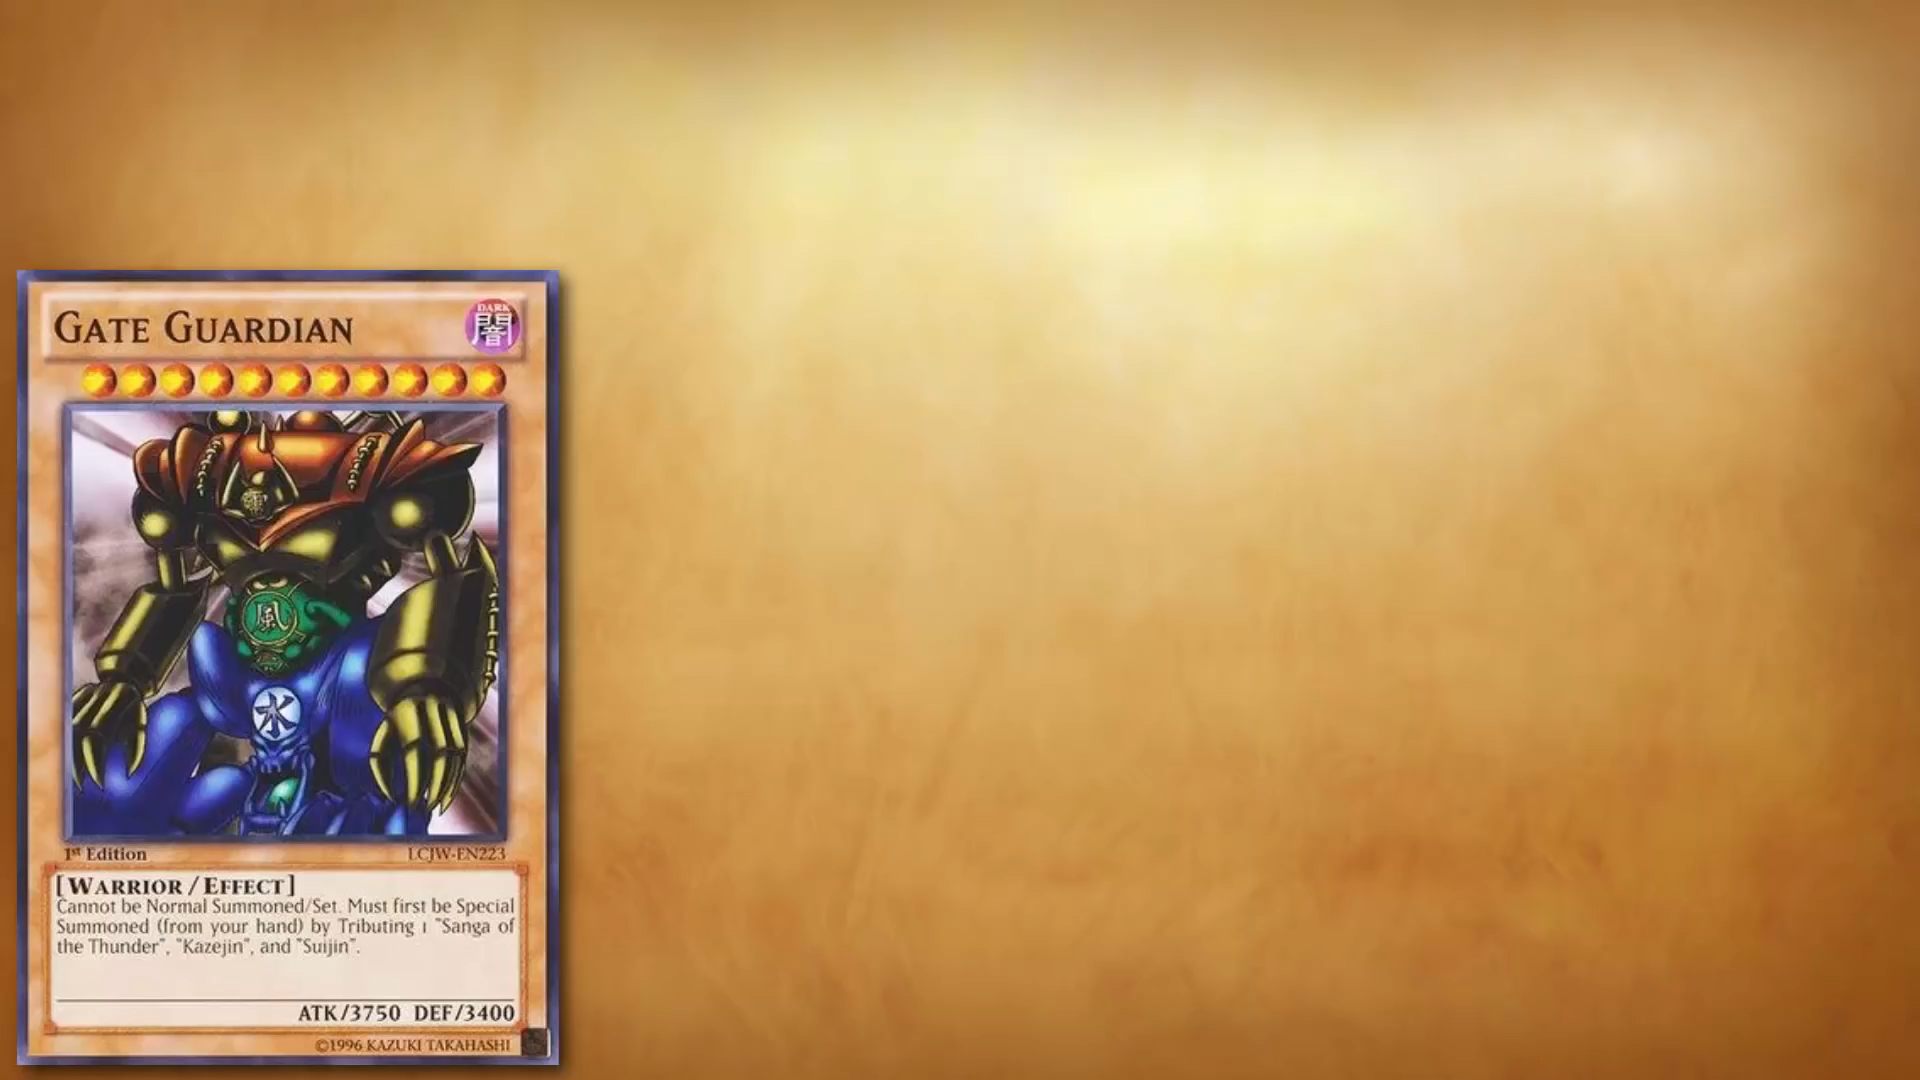 GATE GUARDIAN
DARK
闇
風
水
1st Edition
LCJW-EN223
[WARRIOR/EFFECT]
Cannot be Normal Summoned/Set. Must first be Special
Summoned (from your hand) by Tributing 1 "Sanga of
the Thunder", "Kazejin", and "Suijin".
ATK/3750 DEF/3400
©1996 KAZUKI TAKAHASHI